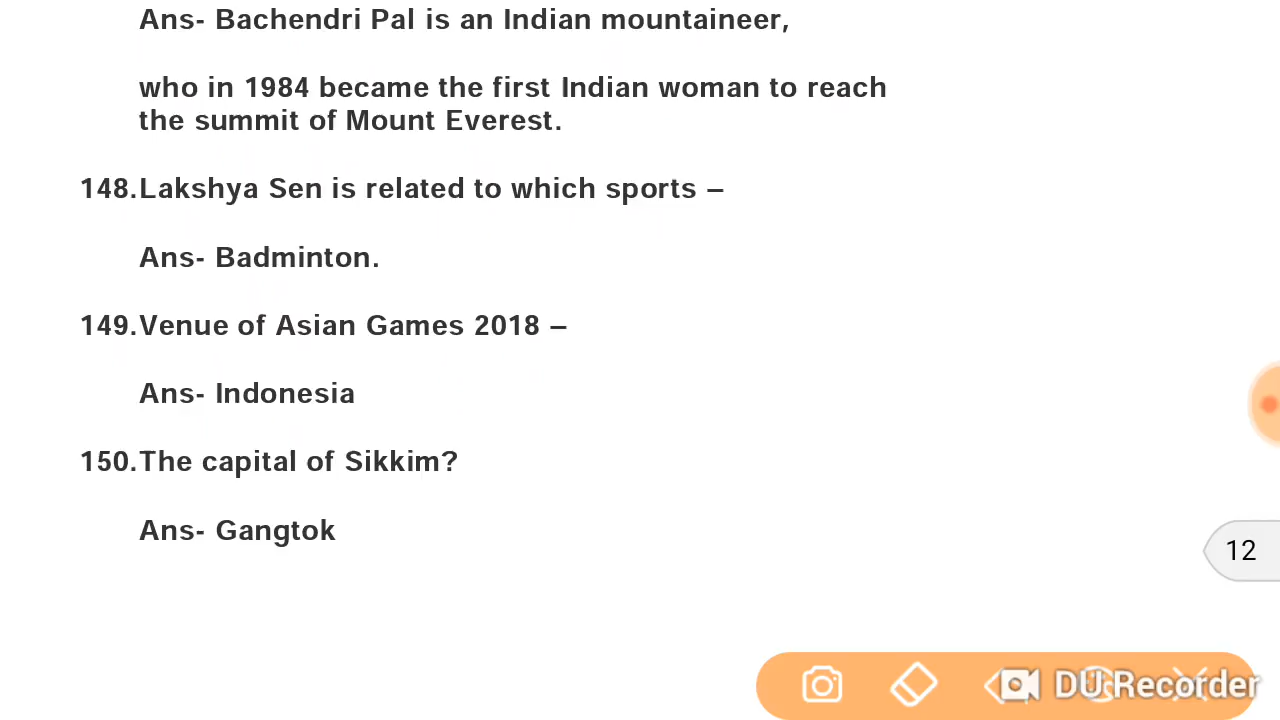 Ans- Bachendri Pal is an Indian mountaineer,
who in 1984 became the first Indian woman to reach
the summit of Mount Everest.
148.Lakshya Sen is related to which sports –
Ans- Badminton.
149.Venue of Asian Games 2018 –
Ans- Indonesia
150.The capital of Sikkim?
Ans- Gangtok
12
DU Recorder